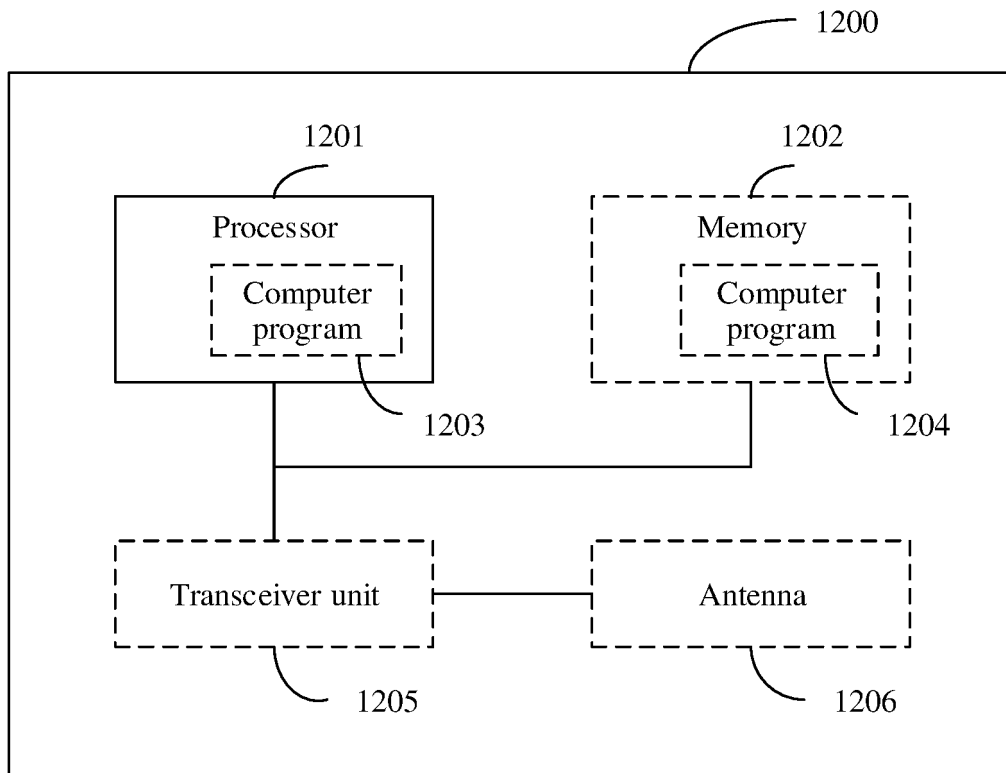 1200
1201
1202
Processor
Memory
Computer
program
Computer
program
1203
1204
Transceiver unit
Antenna
1205
1206